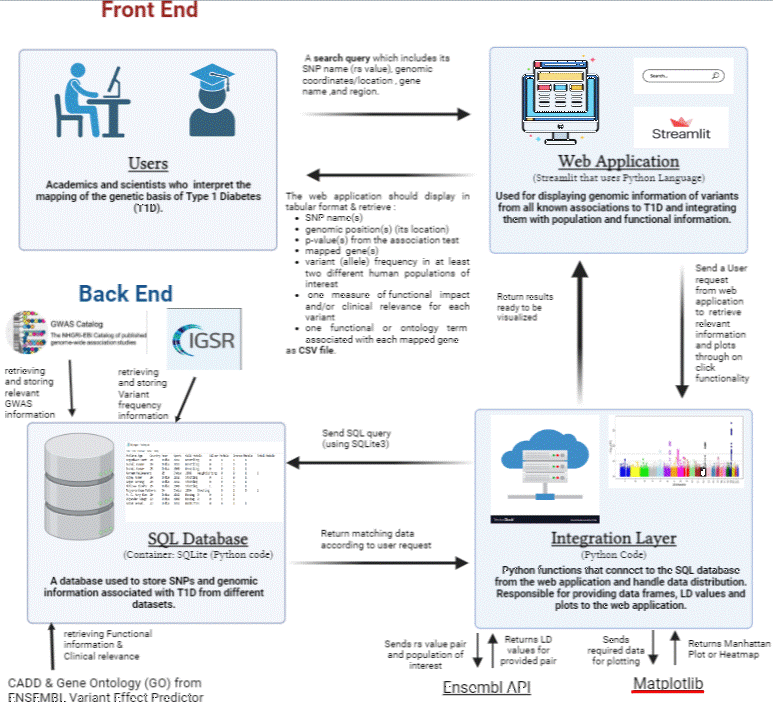 Front End
Users
Academics and scientists who interpret the
mapping of the genetic basis of Type 1 Diabetes
(T1D).
A search query which includes its
SNP name (rs value), genomic
coordinates/location , gene
name ,and region.
Search...
Streamlit
Web Application
(Streamlit that user Python Language)
Used for displaying genomic information of variants
from all known associations to T1D and integrating
them with population and functional information.
The web application should display in
tabular format & retrieve :
• SNP name(s)
• genomic position(s) (its location)
• p-value(s) from the association test
• mapped gene(s)
• variant (allele) frequency in at least
two different human populations of
interest
• one measure of functional impact
and/or clinical relevance for each
variant
• one functional or ontology term
associated with each mapped gene
as CSV file.
Back End
GWAS Catalog
The NHGRI-EBI Catalog of published
genome-wide association studies
IGSR
retrieving
and storing
relevant
GWAS
information
retrieving
and storing
Variant
frequency
information
Roturn results
ready to be
visualized
Send a User
request
from web
application
to retrieve
relevant
information
and plots
through on
click
functionality
SQL Database
(Container: SQLite (Python code)
A database used to store SNPs and genomic
information associated with T1D from different
datasets.
Send SQL query
(using SQLite3)
Return matching data
according to user request
Integration Layer
(Python Code)
Python functions that connect to the SQL database
from the web application and handle data distribution.
Responsible for providing data frames, LD values and
plots to the web application.
retrieving Functional
information &
Clinical relevance
CADD & Gene Ontology (GO) from
ENSEMBL Variant Effect Predictor
Sends rs value pair
and population of
interest
Returns LD
values for
provided pair
Ensembl API
Sends
required data
for plotting
Returns Manhattan
Plot or Heatmap
Matplotlib